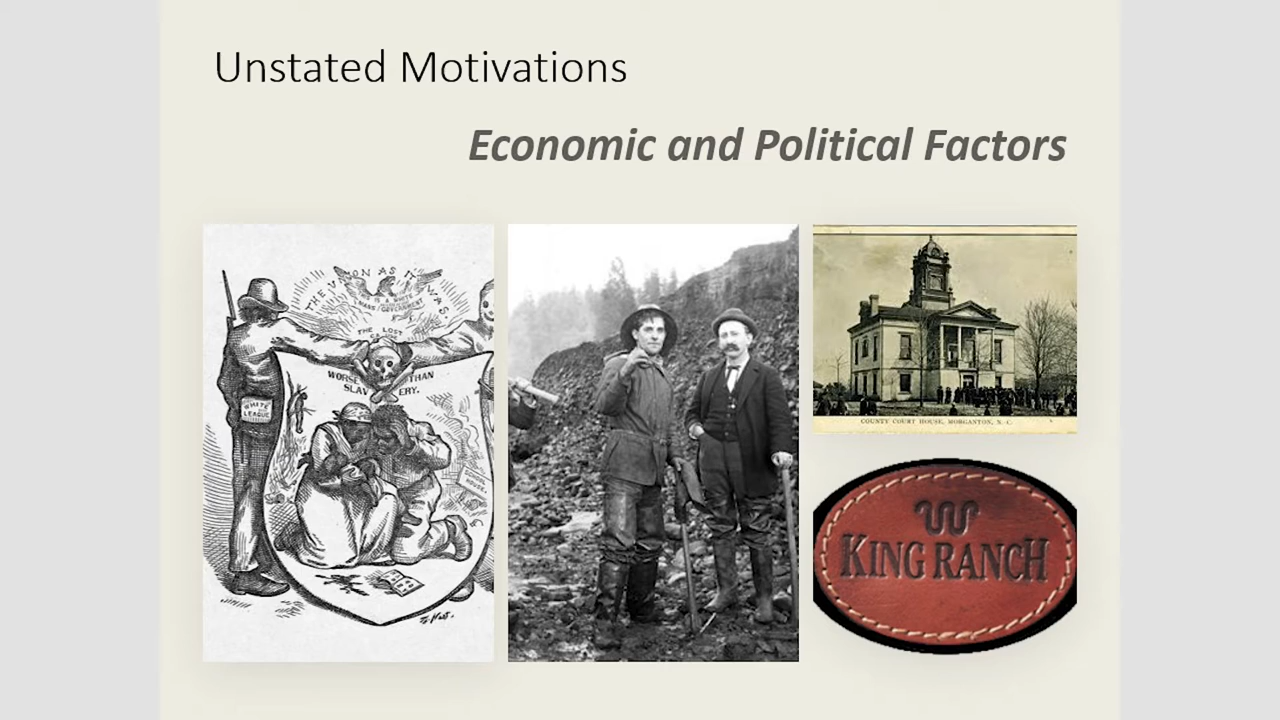 Unstated Motivations
Economic and Political Factors
THE UNION AS IT WAS
THE LOST
WORSE THAN
SLAVERY.
WHITE
LEAGUE
COUNTY COURT HOUSE, MORGANTON, N. C.
KING RANCH